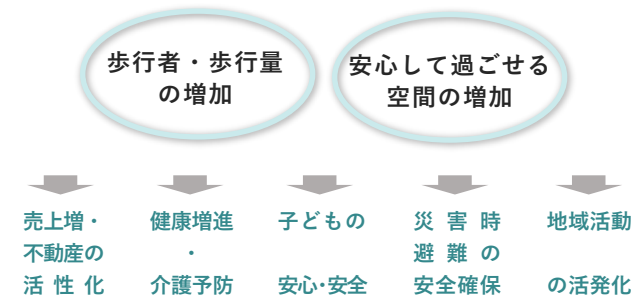 歩行者・歩行量
の増加
安心して過ごせる
空間の増加
売上増・
不動産の
活性化
健康増進
・
介護予防
子どもの
安心・安全
災害時
避難の
安全確保
地域活動
の活発化